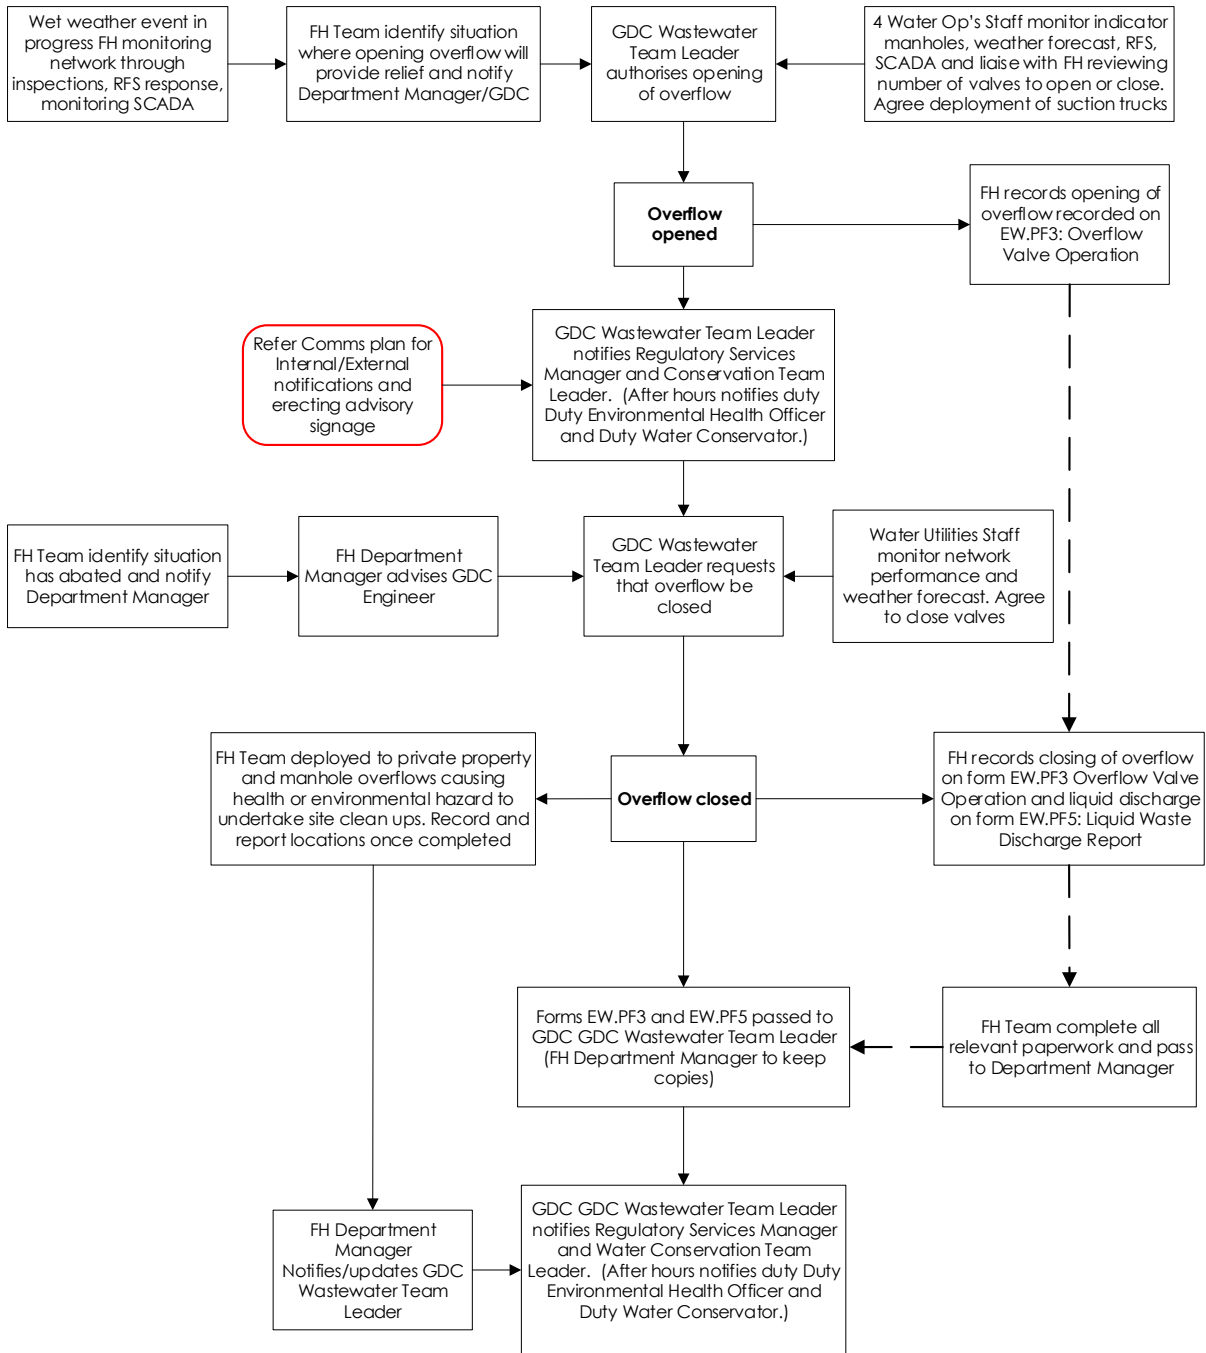 Wet weather event in
progress FH monitoring
network through
inspections, RFS response,
monitoring SCADA
FH Team identify situation
where opening overflow will
provide relief and notify
Department Manager/GDC
GDC Wastewater
Team Leader
authorises opening
of overflow
4 Water Op's Staff monitor indicator
manholes, weather forecast, RFS,
SCADA and liaise with FH reviewing
number of valves to open or close.
Agree deployment of suction trucks
Overflow
opened
FH records opening of
overflow recorded on
EW.PF3: Overflow
Valve Operation
Refer Comms plan for
Internal/External
notifications and
erecting advisory
signage
GDC Wastewater Team Leader
notifies Regulatory Services
Manager and Conservation Team
Leader.  (After hours notifies duty
Duty Environmental Health Officer
and Duty Water Conservator.)
FH Team identify situation
has abated and notify
Department Manager
FH Department
Manager advises GDC
Engineer
GDC Wastewater
Team Leader requests
that overflow be
closed
Water Utilities Staff
monitor network
performance and
weather forecast. Agree
to close valves
FH Team deployed to private property
and manhole overflows causing
health or environmental hazard to
undertake site clean ups. Record and
report locations once completed
Overflow closed
FH records closing of overflow
on form EW.PF3 Overflow Valve
Operation and liquid discharge
on form EW.PF5: Liquid Waste
Discharge Report
Forms EW.PF3 and EW.PF5 passed to
GDC GDC Wastewater Team Leader
(FH Department Manager to keep
copies)
FH Team complete all
relevant paperwork and pass
to Department Manager
FH Department
Manager
Notifies/updates GDC
Wastewater Team
Leader
GDC GDC Wastewater Team Leader
notifies Regulatory Services Manager
and Water Conservation Team
Leader.  (After hours notifies duty Duty
Environmental Health Officer and
Duty Water Conservator.)